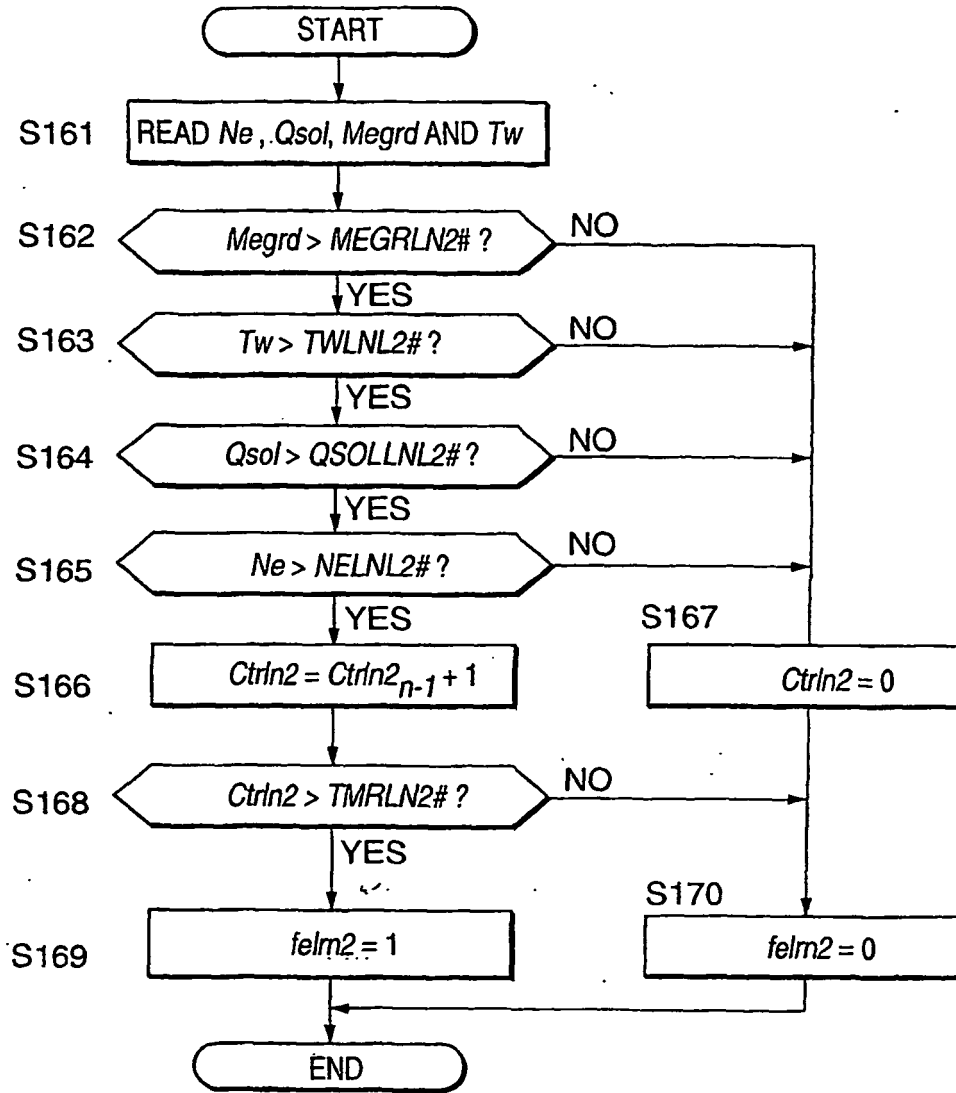 START
S161 READ Ne, Qsol, Megrd AND Tw
S162 Megrd > MEGRLN2# ? NO
YES
S163 Tw > TWLNL2# ? NO
YES
S164 Qsol > QSOLLNL2# ? NO
YES
S165 Ne > NELNL2# ? NO
YES
S167
S166 Ctrln2 = Ctrln2n-1 + 1 Ctrln2 = 0
S168 Ctrln2 > TMRLN2# ? NO
YES
S170
S169 felrn2 = 1 felrn2 = 0
END